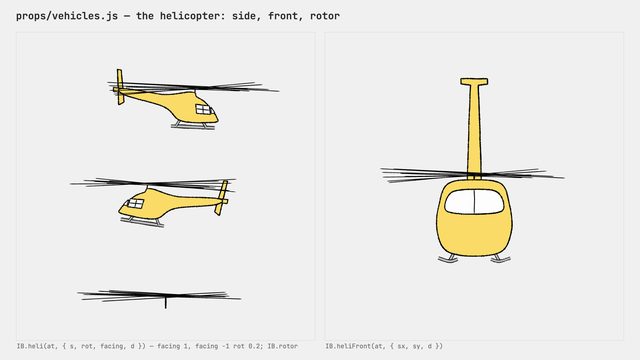 props/vehicles.js — the helicopter: side, front, rotor
IB.heli(at, { s, rot, facing, d }) — facing 1, facing -1 rot 0.2; IB.rotor
IB.heliFront(at, { sx, sy, d })